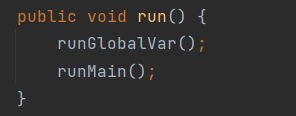 public void run() {
    runGlobalVar();
    runMain();
}